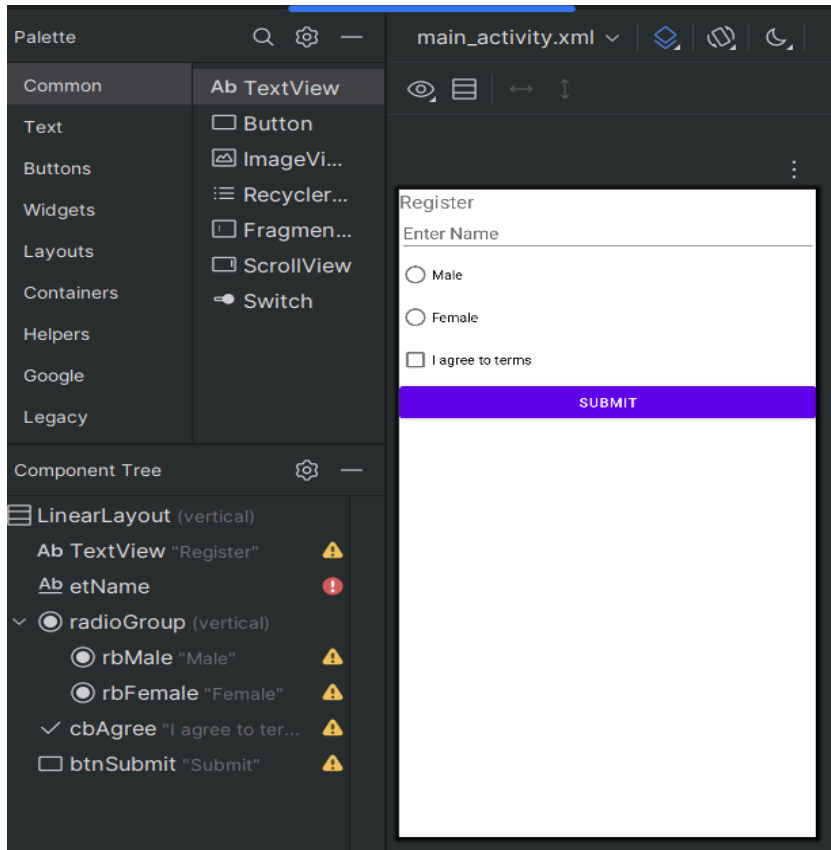 Palette
main_activity.xml
Common
Text
Buttons
Widgets
Layouts
Containers
Helpers
Google
Legacy
Ab TextView
Button
ImageVi...
Recycler...
Fragmen...
ScrollView
Switch
Component Tree
LinearLayout (vertical)
Ab TextView "Register"
Ab etName
radioGroup (vertical)
rbMale "Male"
rbFemale "Female"
cbAgree "I agree to ter...
btnSubmit "Submit"
Register
Enter Name
Male
Female
I agree to terms
SUBMIT